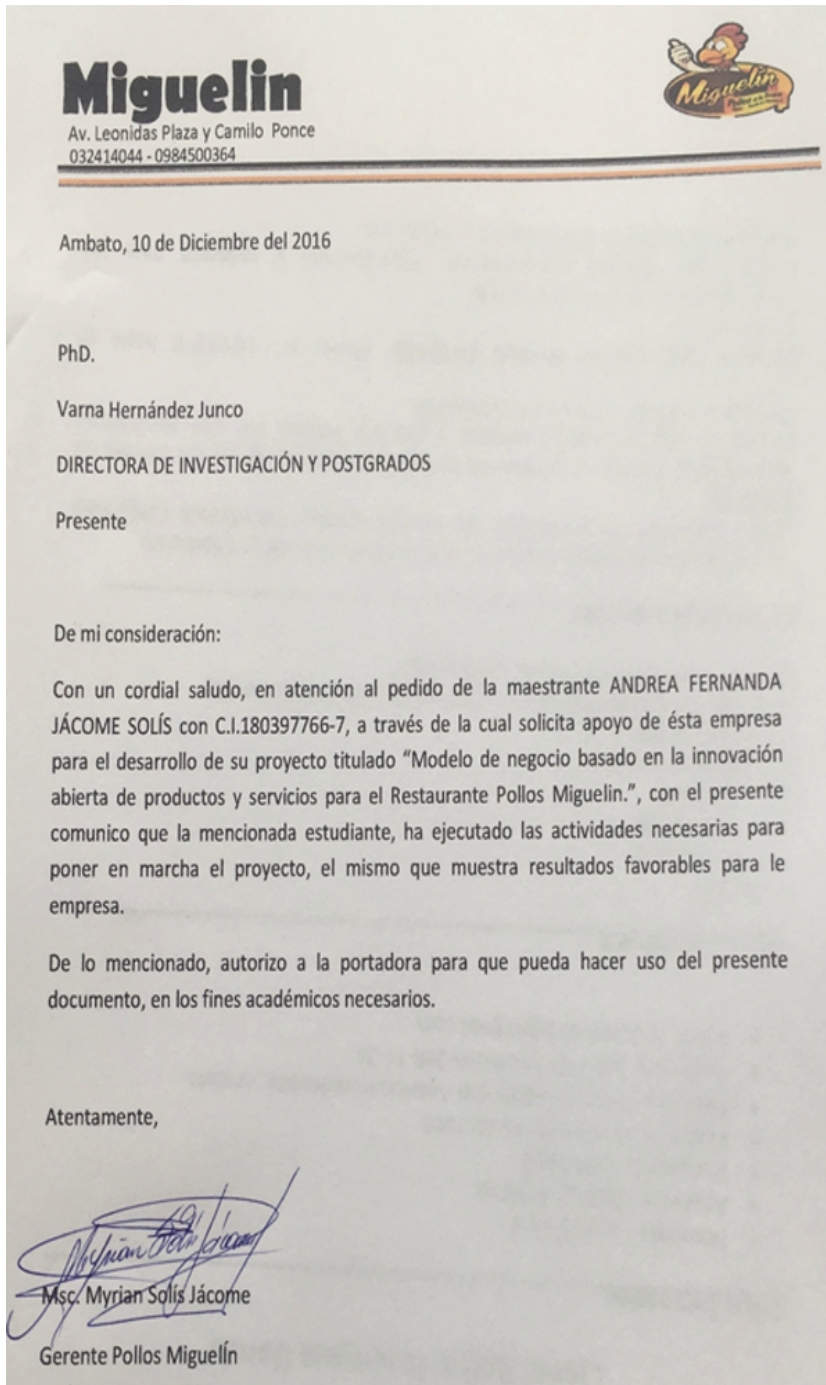 Miguelin
Av. Leonidas Plaza y Camilo Ponce
032414044 - 0984500364
Miguelín
Ambato, 10 de Diciembre del 2016
PhD.
Varna Hernández Junco
DIRECTORA DE INVESTIGACIÓN Y POSTGRADOS
Presente
De mi consideración:
Con un cordial saludo, en atención al pedido de la maestrante ANDREA FERNANDA
JÁCOME SOLÍS con C.I.180397766-7, a través de la cual solicita apoyo de ésta empresa
para el desarrollo de su proyecto titulado “Modelo de negocio basado en la innovación
abierta de productos y servicios para el Restaurante Pollos Miguelin.”, con el presente
comunico que la mencionada estudiante, ha ejecutado las actividades necesarias para
poner en marcha el proyecto, el mismo que muestra resultados favorables para le
empresa.
De lo mencionado, autorizo a la portadora para que pueda hacer uso del presente
documento, en los fines académicos necesarios.
Atentamente,
Msc. Myrian Solís Jácome
Gerente Pollos Miguelín